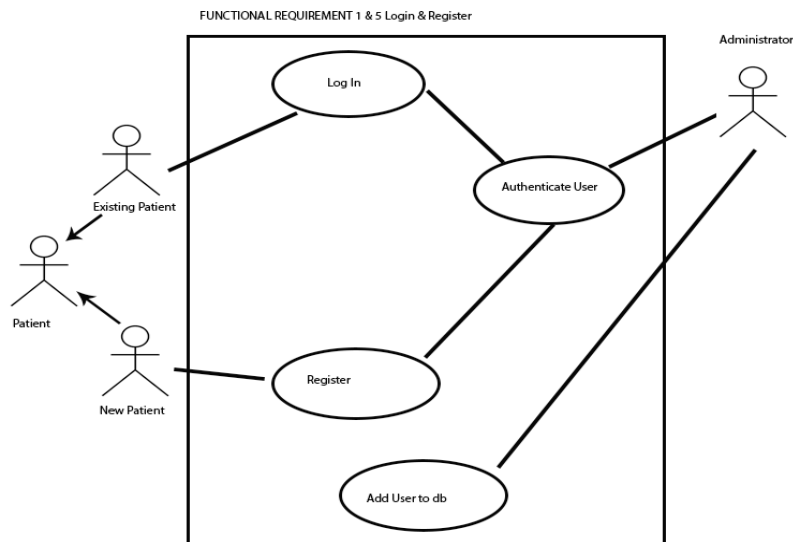 FUNCTIONAL REQUIREMENT 1 & 5 Login & Register
Administrator
Log In
Authenticate User
Existing Patient
Patient
Register
New Patient
Add User to db